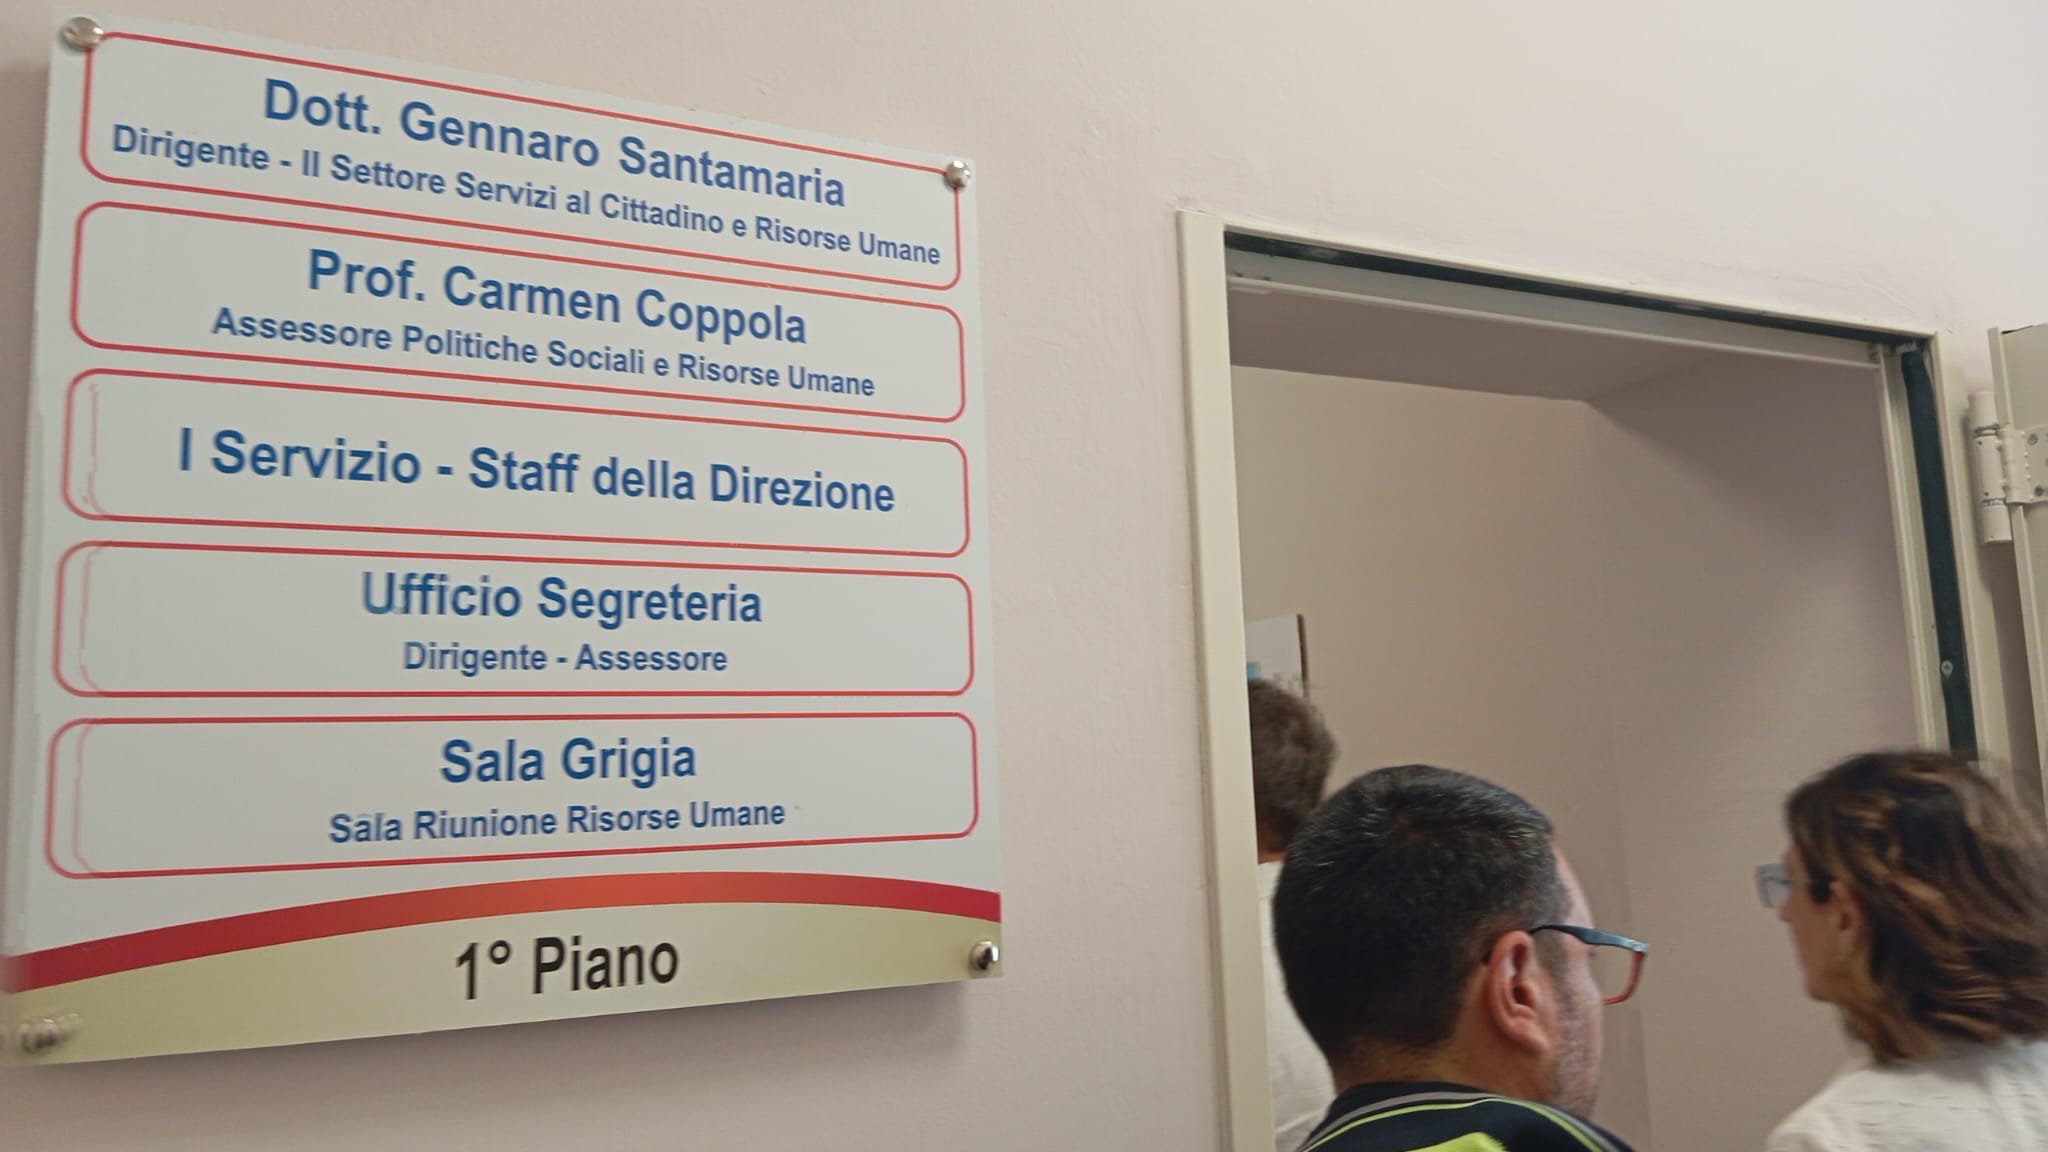 Dott. Gennaro Santamaria
Dirigente - II Settore Servizi al Cittadino e Risorse Umane
Prof. Carmen Coppola
Assessore Politiche Sociali e Risorse Umane
I Servizio - Staff della Direzione
Ufficio Segreteria
Dirigente - Assessore
Sala Grigia
Sala Riunione Risorse Umane
1° Piano